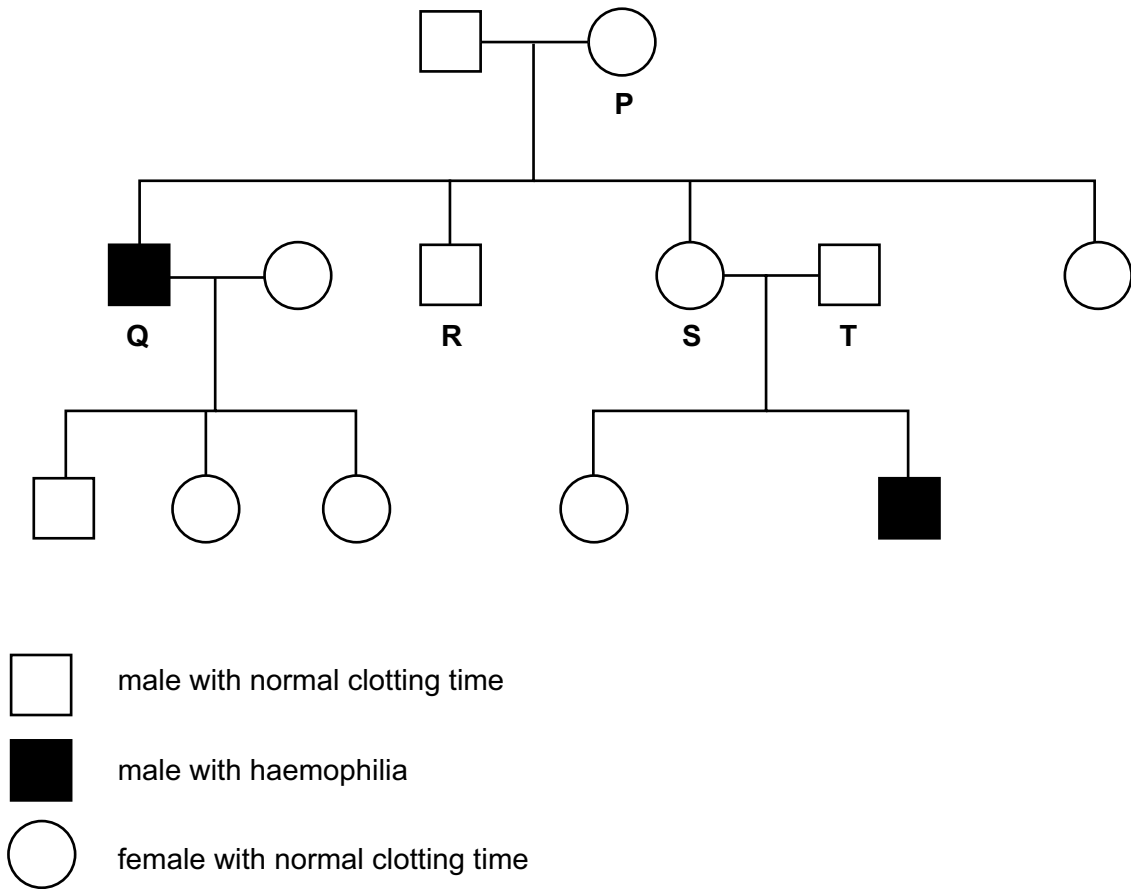 P
Q R S T
male with normal clotting time
male with haemophilia
female with normal clotting time